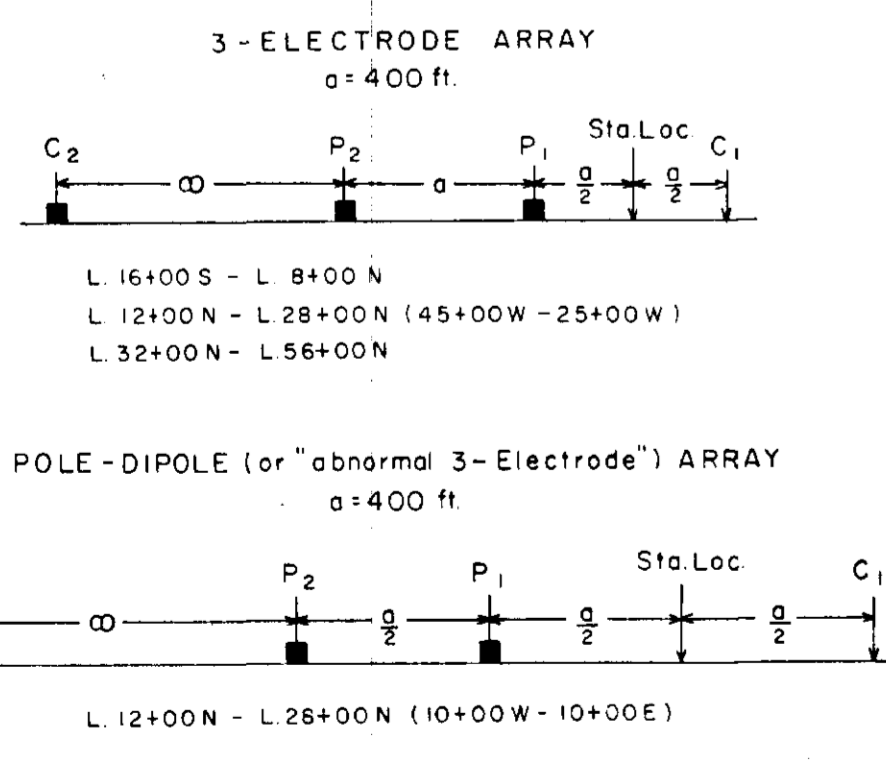 3-ELECTRODE ARRAY
a = 400 ft.
C2 P2 P1 Sta. Loc. C1
∞ a a/2 a/2
L. 16+00 S - L. 8+00 N
L. 12+00 N - L. 28+00 N (45+00 W - 25+00 W)
L. 32+00 N - L. 56+00 N
POLE-DIPOLE (or "abnormal 3-Electrode") ARRAY
a = 400 ft.
P2 P1 Sta. Loc. C1
∞ a/2 a/2 a/2
L. 12+00 N - L. 28+00 N (10+00 W - 10+00 E)